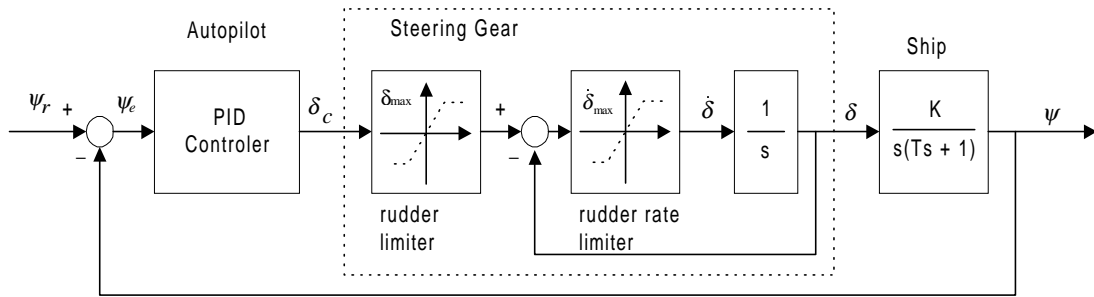 Autopilot
Steering Gear
Ship
ψr
+
−
ψe
PID
Controler
δc
δmax
+
−
δ̇max
δ̇
1
s
δ
K
s(Ts + 1)
ψ
rudder
limiter
rudder rate
limiter